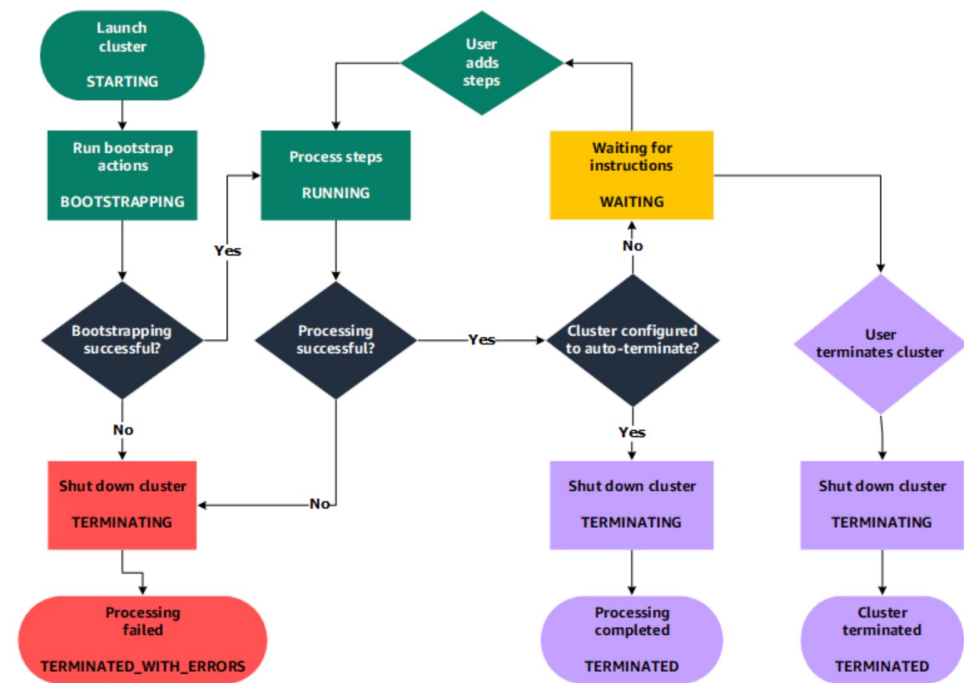 Launch
cluster
STARTING
User
adds
steps
Run bootstrap
actions
BOOTSTRAPPING
Process steps
RUNNING
Waiting for
instructions
WAITING
Yes
No
Bootstrapping
successful?
Processing
successful?
Yes
Cluster configured
to auto-terminate?
User
terminates cluster
No
Yes
Shut down cluster
TERMINATING
No
Shut down cluster
TERMINATING
Shut down cluster
TERMINATING
Processing
failed
TERMINATED_WITH_ERRORS
Processing
completed
TERMINATED
Cluster
terminated
TERMINATED